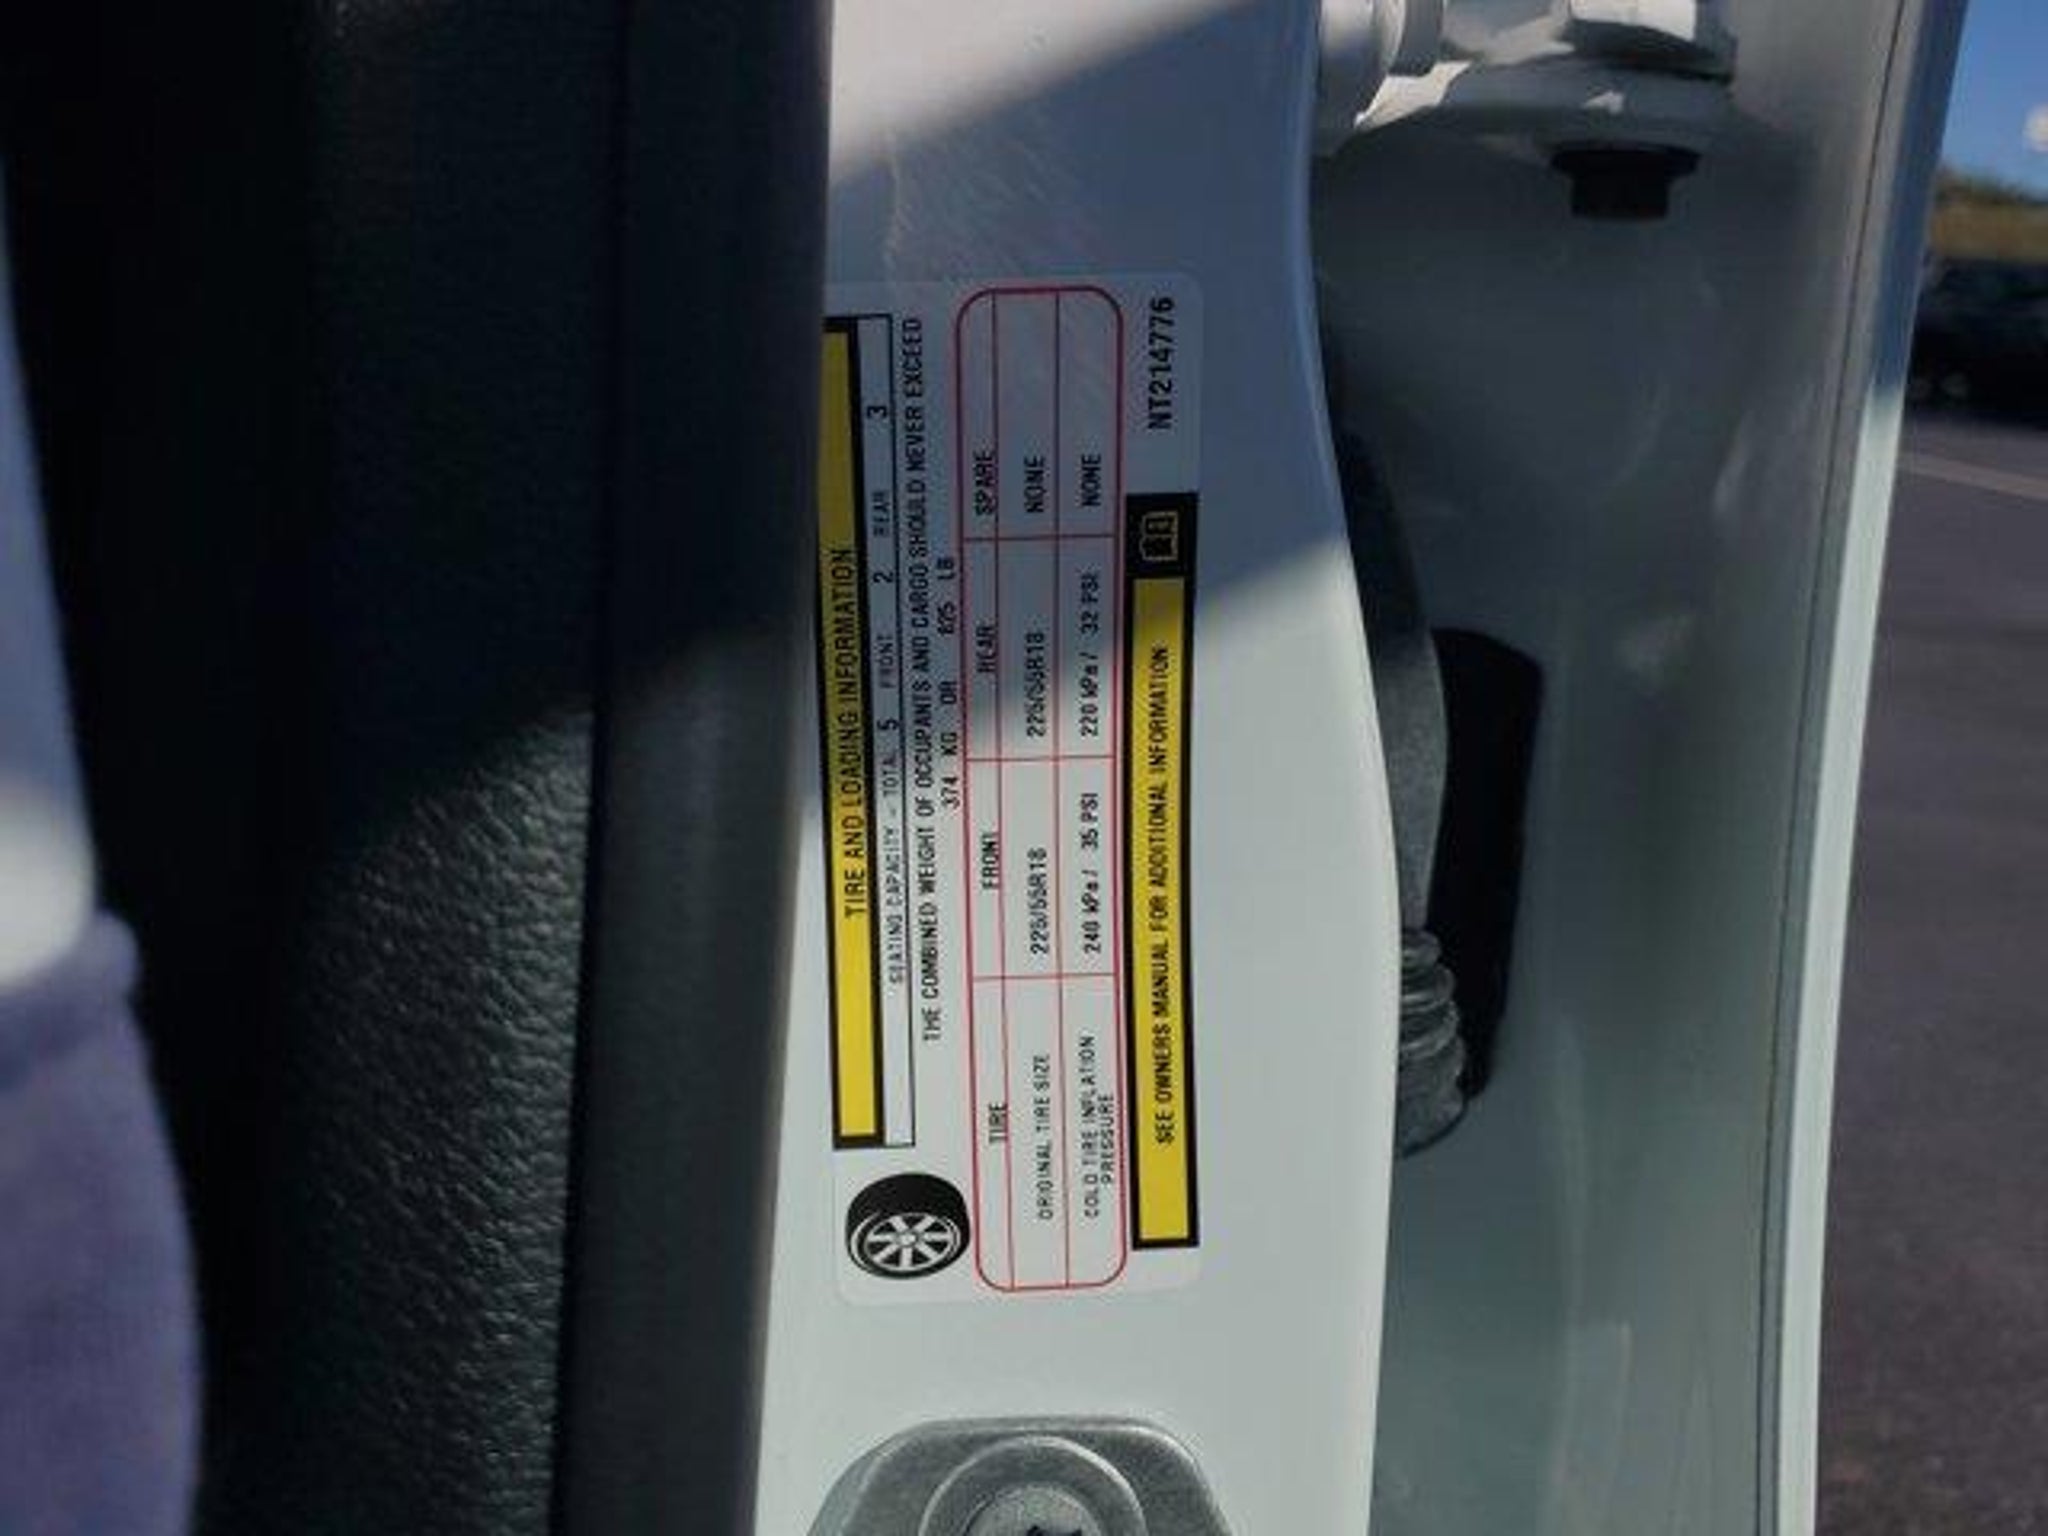 TIRE AND LOADING INFORMATION
SEATING CAPACITY - TOTAL 5 FRONT 2 REAR 3
THE COMBINED WEIGHT OF OCCUPANTS AND CARGO SHOULD NEVER EXCEED
374 KG OR 825 LB
TIRE FRONT REAR SPARE
ORIGINAL TIRE SIZE 225/55R18 225/55R18 NONE
COLD TIRE INFLATION PRESSURE 240 kPa / 35 PSI 220 kPa / 32 PSI NONE
SEE OWNERS MANUAL FOR ADDITIONAL INFORMATION
NT214776